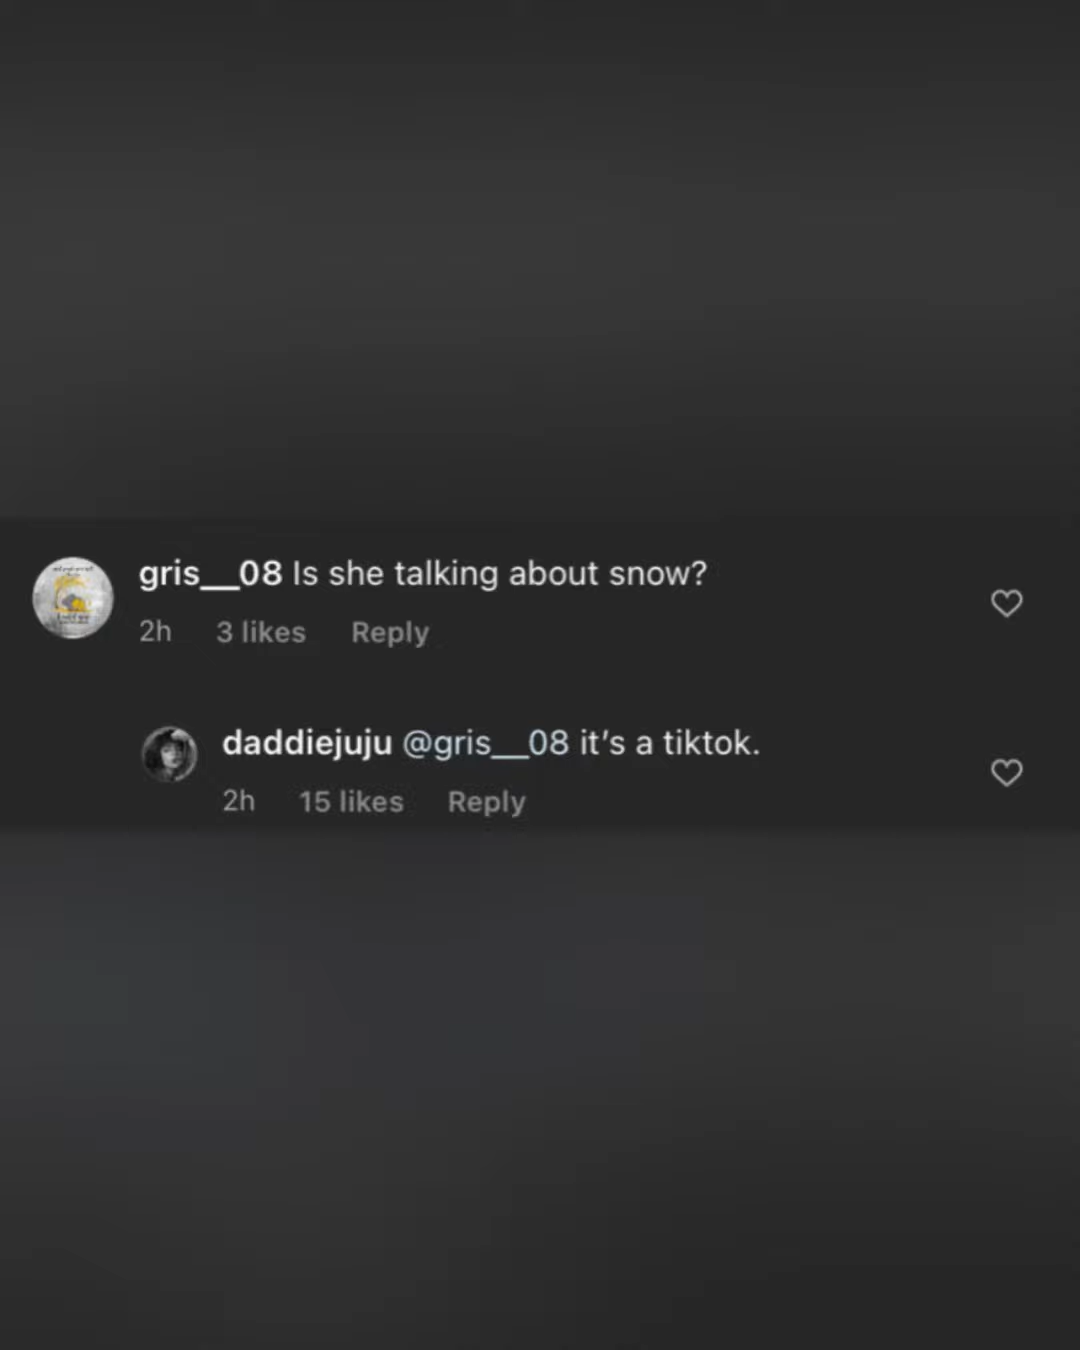 gris__08 Is she talking about snow?
2h 3 likes Reply
daddiejuju @gris__08 it's a tiktok.
2h 15 likes Reply